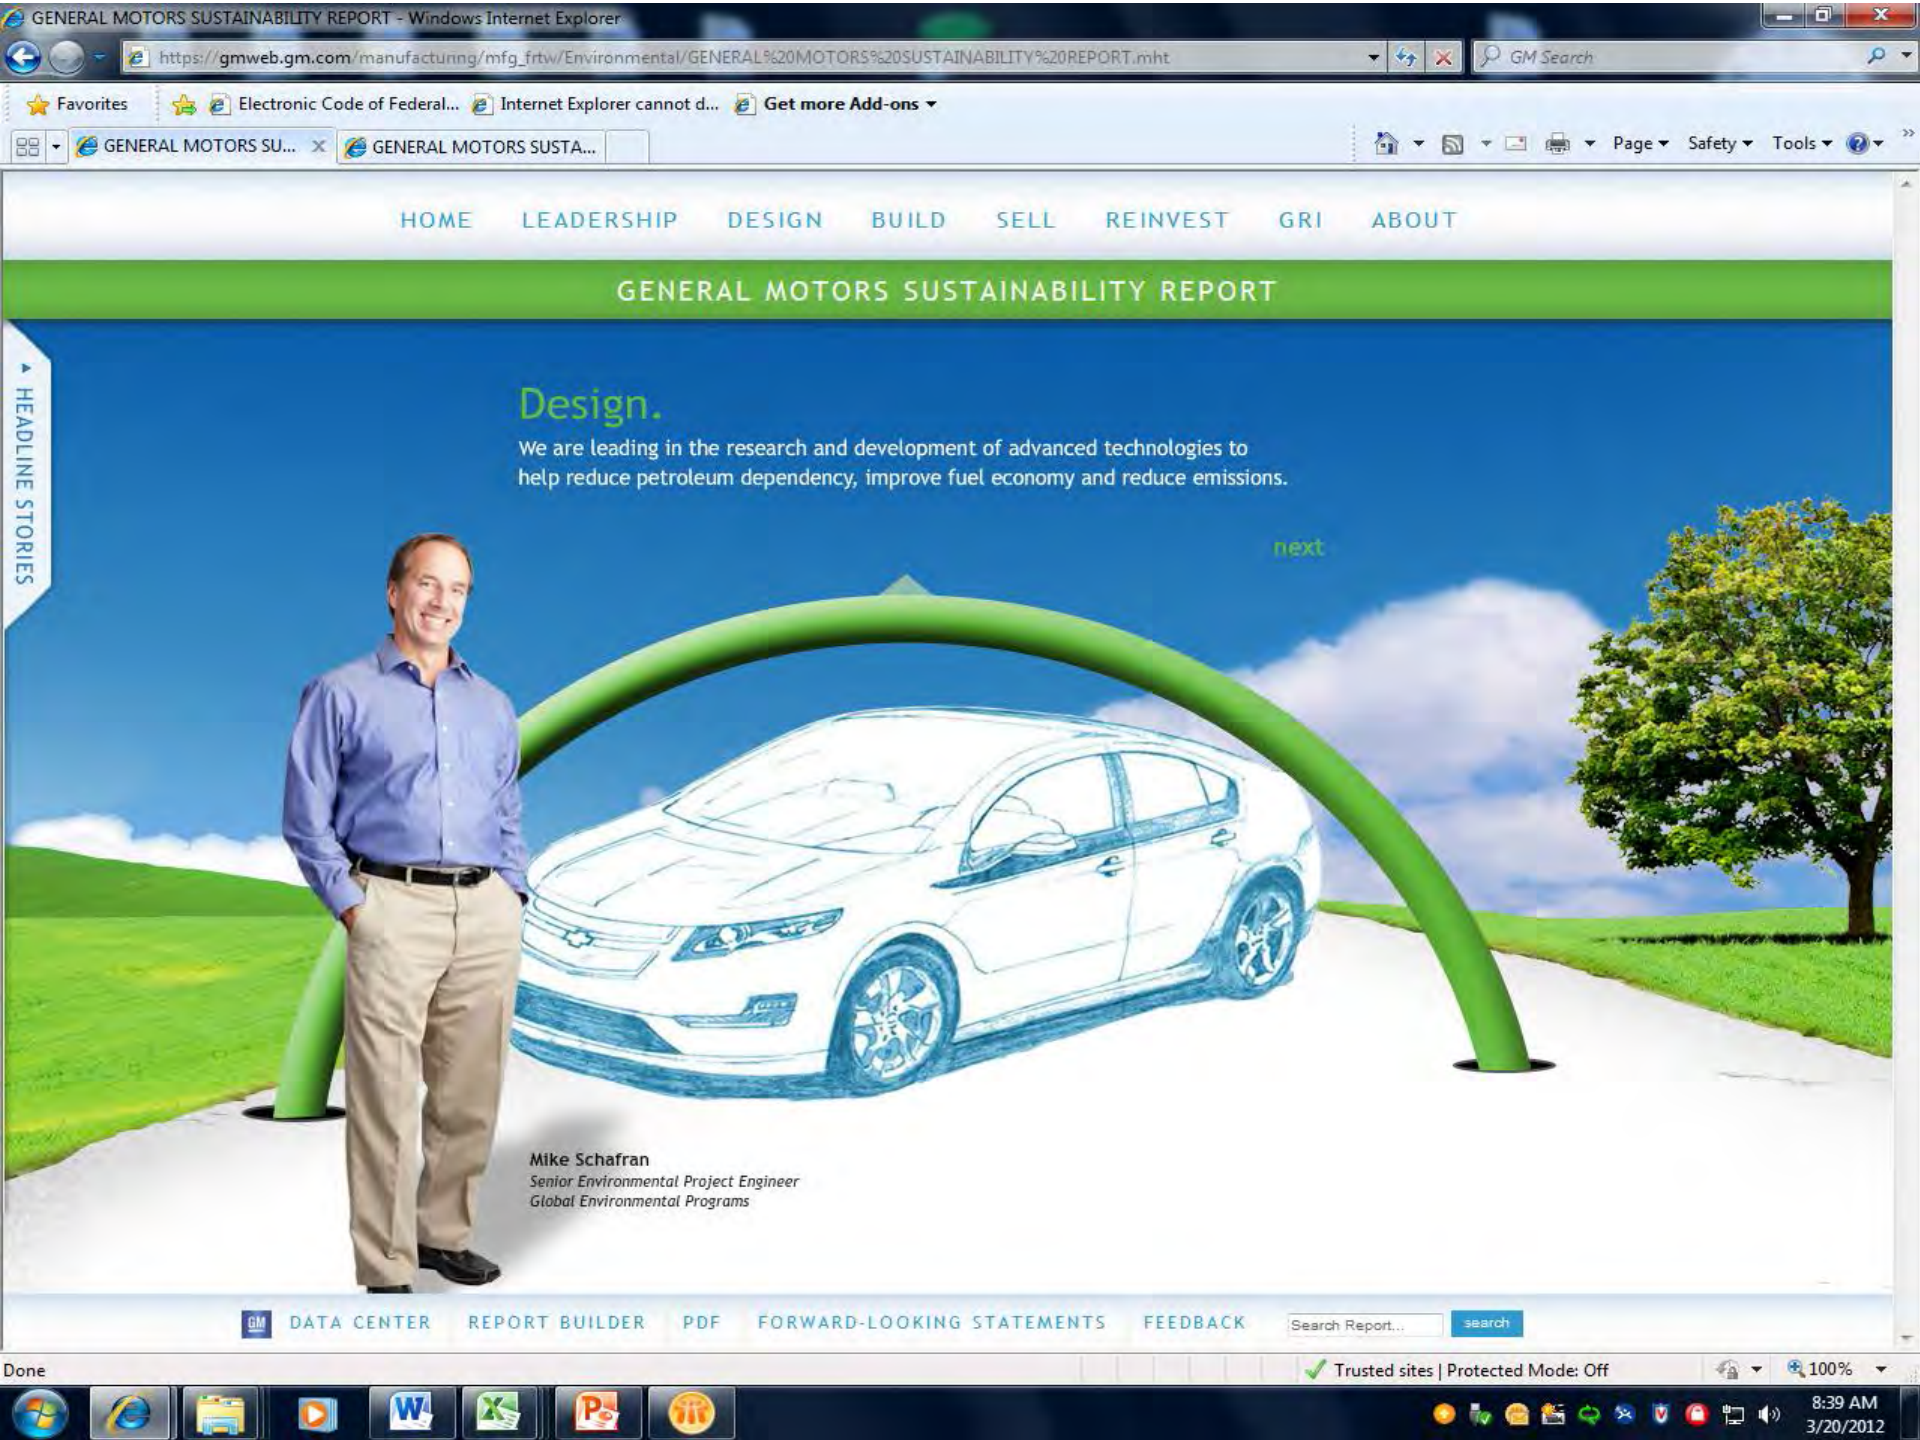 GENERAL MOTORS SUSTAINABILITY REPORT - Windows Internet Explorer
https://gmweb.gm.com/manufacturing/mfg_frtw/Environmental/GENERAL%20MOTORS%20SUSTAINABILITY%20REPORT.mht
GM Search
Favorites
Electronic Code of Federal...
Internet Explorer cannot d...
Get more Add-ons
GENERAL MOTORS SU...
GENERAL MOTORS SUSTA...
Page
Safety
Tools
HOME LEADERSHIP DESIGN BUILD SELL REINVEST GRI ABOUT
GENERAL MOTORS SUSTAINABILITY REPORT
HEADLINE STORIES
Design.
We are leading in the research and development of advanced technologies to
help reduce petroleum dependency, improve fuel economy and reduce emissions.
next
Mike Schafran
Senior Environmental Project Engineer
Global Environmental Programs
GM
DATA CENTER REPORT BUILDER PDF FORWARD-LOOKING STATEMENTS FEEDBACK
Search Report...
search
Done
Trusted sites | Protected Mode: Off
100%
8:39 AM
3/20/2012